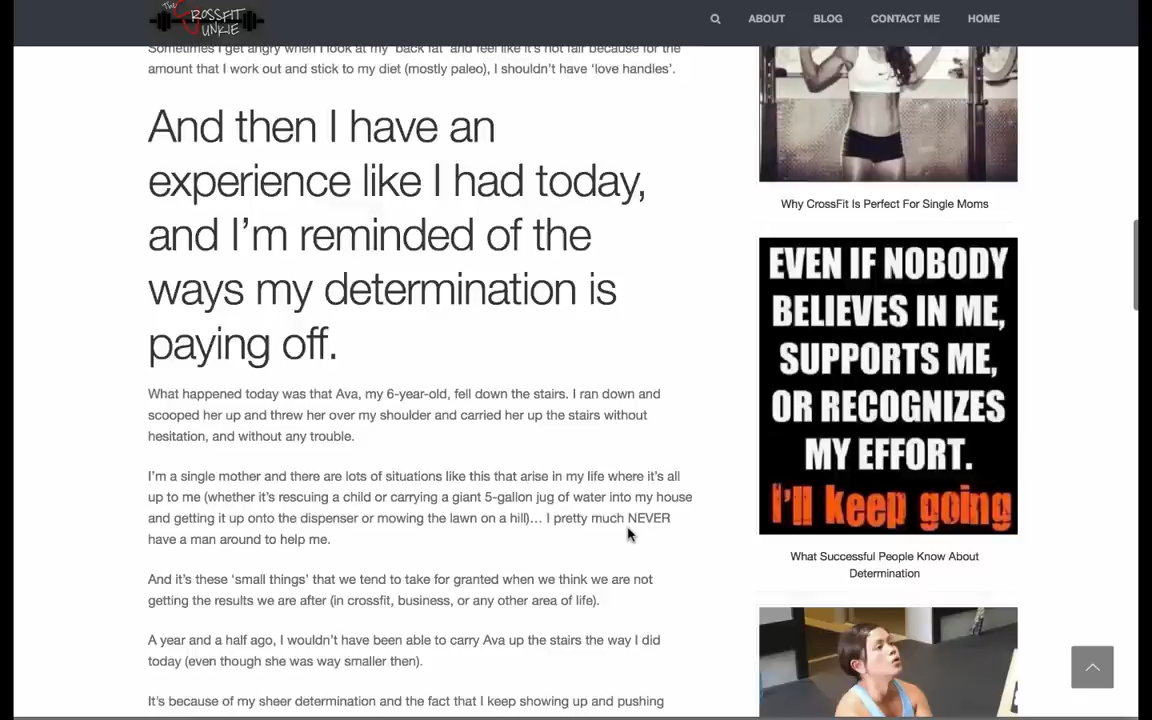 The
CROSSFIT
JUNKIE
ABOUT
BLOG
CONTACT ME
HOME
Sometimes I get angry when I look at my 'back fat' and feel like it's not fair because for the
amount that I work out and stick to my diet (mostly paleo), I shouldn't have 'love handles'.
And then I have an
experience like I had today,
and I'm reminded of the
ways my determination is
paying off.
What happened today was that Ava, my 6-year-old, fell down the stairs. I ran down and
scooped her up and threw her over my shoulder and carried her up the stairs without
hesitation, and without any trouble.
I'm a single mother and there are lots of situations like this that arise in my life where it's all
up to me (whether it's rescuing a child or carrying a giant 5-gallon jug of water into my house
and getting it up onto the dispenser or mowing the lawn on a hill)... I pretty much NEVER
have a man around to help me.
And it's these 'small things' that we tend to take for granted when we think we are not
getting the results we are after (in crossfit, business, or any other area of life).
A year and a half ago, I wouldn't have been able to carry Ava up the stairs the way I did
today (even though she was way smaller then).
It's because of my sheer determination and the fact that I keep showing up and pushing
Why CrossFit Is Perfect For Single Moms
EVEN IF NOBODY
BELIEVES IN ME,
SUPPORTS ME,
OR RECOGNIZES
MY EFFORT.
I'll keep going
What Successful People Know About
Determination